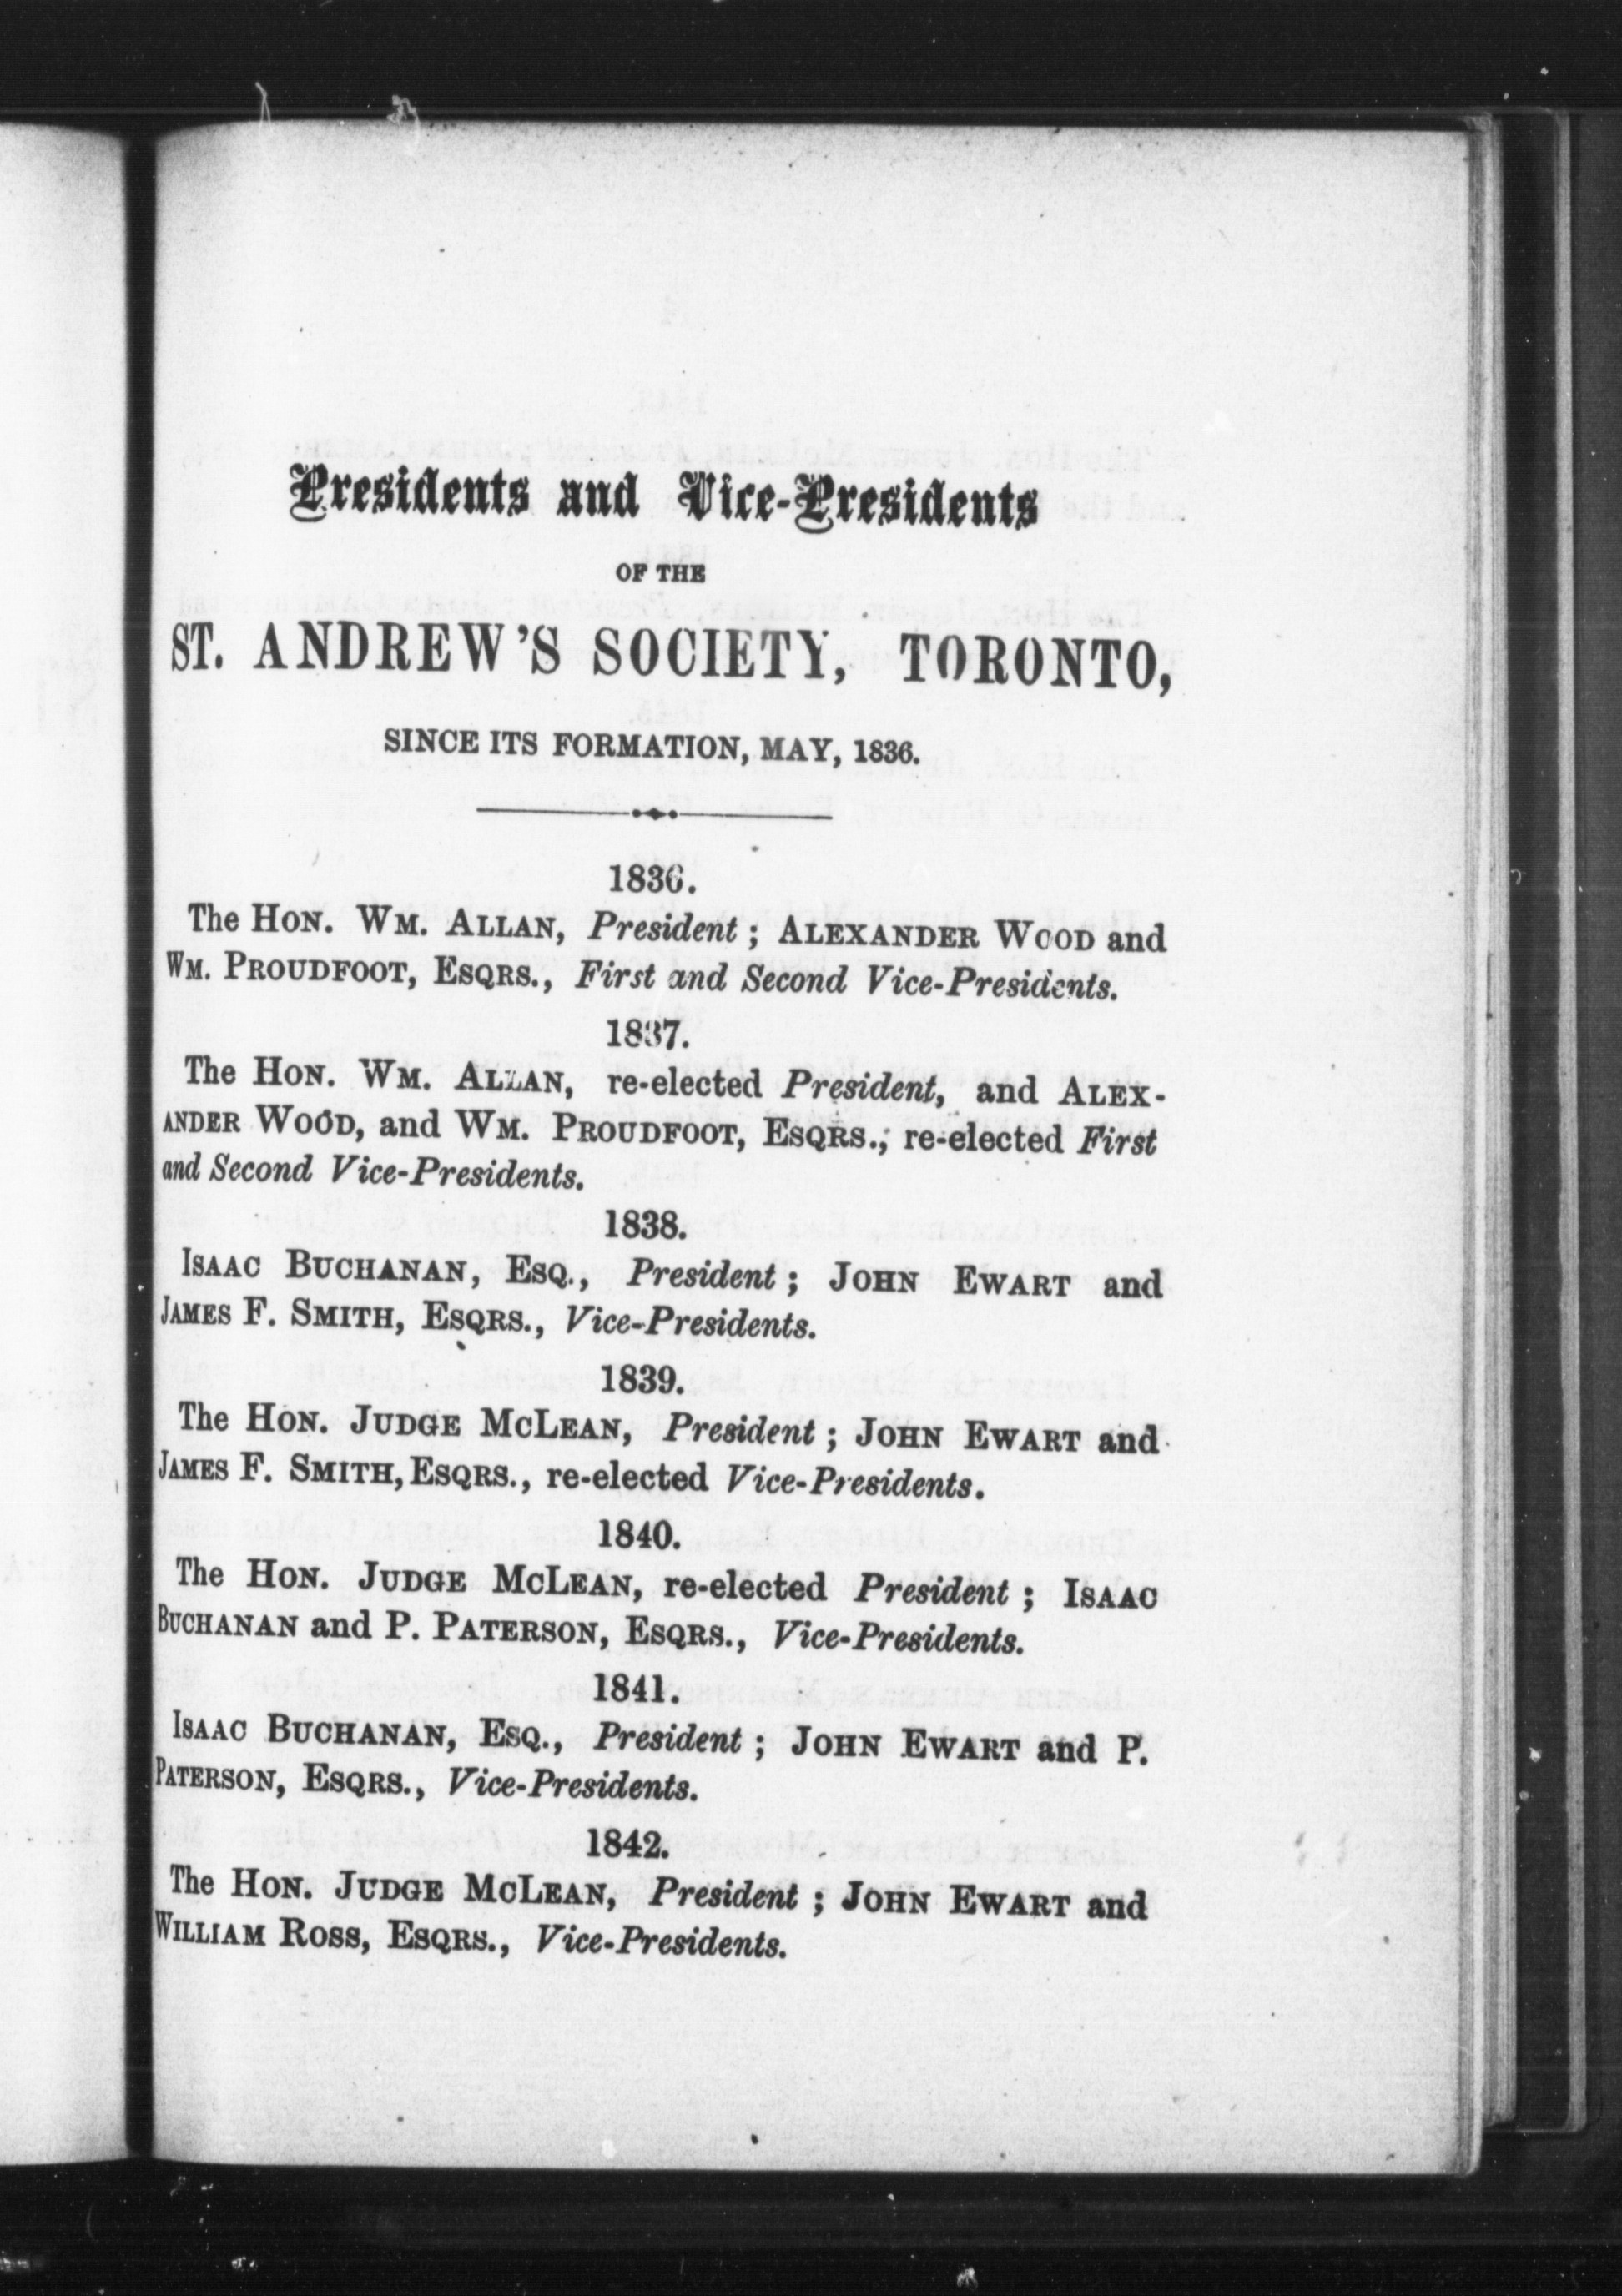 Presidents and Vice-Presidents
OF THE
ST. ANDREW'S SOCIETY, TORONTO,
SINCE ITS FORMATION, MAY, 1836.
1836.
The HON. WM. ALLAN, President; ALEXANDER WOOD and
WM. PROUDFOOT, ESQRS., First and Second Vice-Presidents.
1837.
The HON. WM. ALLAN, re-elected President, and ALEX-
ANDER WOOD, and WM. PROUDFOOT, ESQRS., re-elected First
and Second Vice-Presidents.
1838.
ISAAC BUCHANAN, ESQ., President; JOHN EWART and
JAMES F. SMITH, ESQRS., Vice-Presidents.
1839.
The HON. JUDGE MCLEAN, President; JOHN EWART and
JAMES F. SMITH, ESQRS., re-elected Vice-Presidents.
1840.
The HON. JUDGE MCLEAN, re-elected President; ISAAC
BUCHANAN and P. PATERSON, ESQRS., Vice-Presidents.
1841.
ISAAC BUCHANAN, ESQ., President; JOHN EWART and P.
PATERSON, ESQRS., Vice-Presidents.
1842.
The HON. JUDGE MCLEAN, President; JOHN EWART and
WILLIAM ROSS, ESQRS., Vice-Presidents.